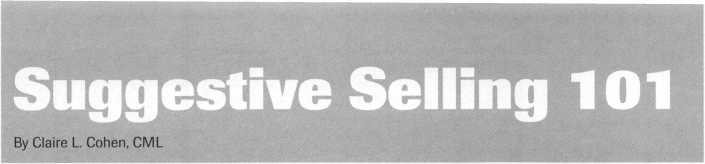 Suggestive Selling 101
By Claire L. Cohen, CML